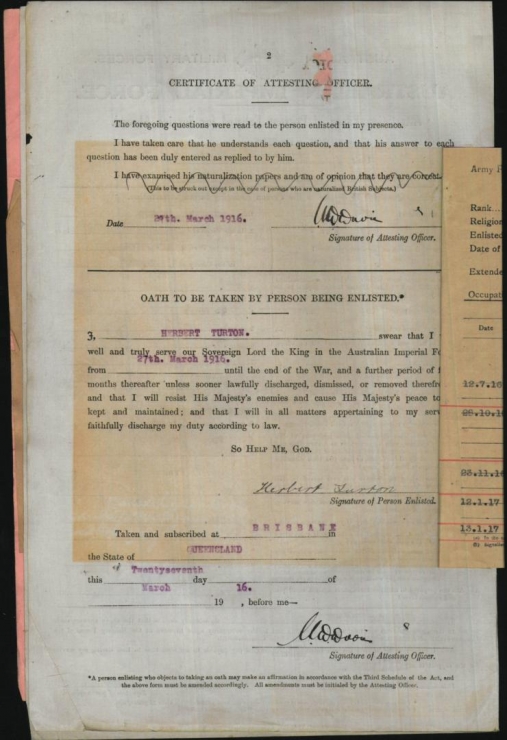 2
CERTIFICATE OF ATTESTING OFFICER.
The foregoing questions were read to the person enlisted in my presence.
I have taken care that he understands each question, and that his answer to each
question has been duly entered as replied to by him.
I have examined his naturalization papers and am of opinion that they are correct.
(This to be struck out except in the case of persons who are naturalized British Subjects.)
Date 27th. March 1916.
Signature of Attesting Officer.
OATH TO BE TAKEN BY PERSON BEING ENLISTED.*
3, HERBERT TURTON. swear that I
well and truly serve our Sovereign Lord the King in the Australian Imperial Fo
from 27th. March 1916. until the end of the War, and a further period of
months thereafter unless sooner lawfully discharged, dismissed, or removed therefro
and that I will resist His Majesty's enemies and cause His Majesty's peace to
kept and maintained; and that I will in all matters appertaining to my serv
faithfully discharge my duty according to law.
SO HELP ME, GOD.
Herbert Turton
Signature of Person Enlisted.
Taken and subscribed at BRISBANE in
the State of QUEENSLAND
this Twentyseventh day of
March 19 16. , before me—
Signature of Attesting Officer.
*A person enlisting who objects to taking an oath may make an affirmation in accordance with the Third Schedule of the Act, and
the above form must be amended accordingly. All amendments must be initialed by the Attesting Officer.
Army F
Rank
Religion
Enlisted
Date of
Extende
Occupat
Date
12.7.16
12.1.17
13.1.17